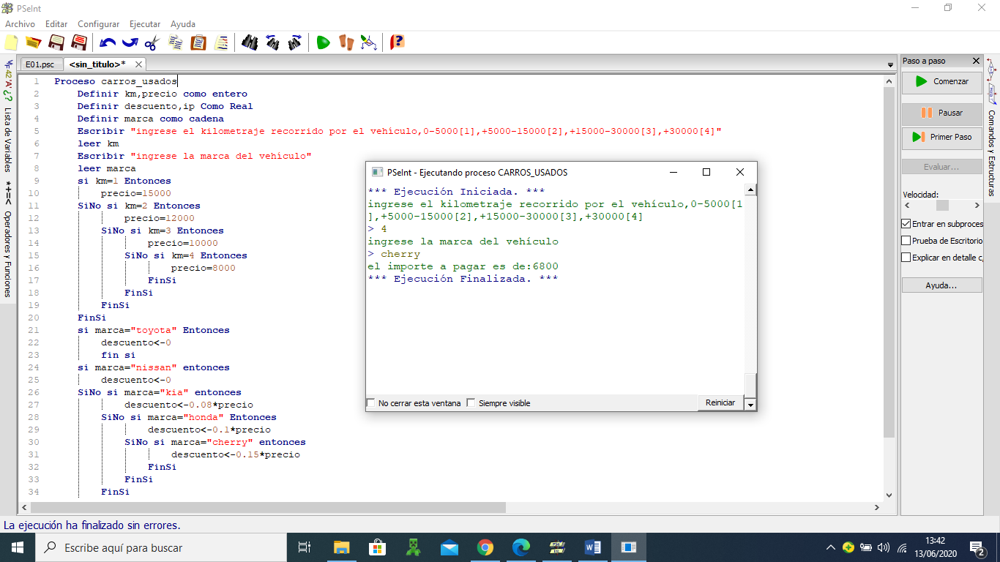 PSeInt
Archivo Editar Configurar Ejecutar Ayuda
E01.psc <sin_titulo>*
1 Proceso carros_usados
2 Definir km,precio como entero
3 Definir descuento,ip Como Real
4 Definir marca como cadena
5 Escribir "ingrese el kilometraje recorrido por el vehículo,0-5000[1],+5000-15000[2],+15000-30000[3],+30000[4]"
6 leer km
7 Escribir "ingrese la marca del vehículo"
8 leer marca
9 si km=1 Entonces
10 precio=15000
11 SiNo si km=2 Entonces
12 precio=12000
13 SiNo si km=3 Entonces
14 precio=10000
15 SiNo si km=4 Entonces
16 precio=8000
17 FinSi
18 FinSi
19 FinSi
20 FinSi
21 si marca="toyota" Entonces
22 descuento<-0
23 fin si
24 si marca="nissan" entonces
25 descuento<-0
26 SiNo si marca="kia" entonces
27 descuento<-0.08*precio
28 SiNo si marca="honda" Entonces
29 descuento<-0.1*precio
30 SiNo si marca="cherry" entonces
31 descuento<-0.15*precio
32 FinSi
33 FinSi
34 FinSi
Lista de Variables
*+=< Operadores y Funciones
PSeInt - Ejecutando proceso CARROS_USADOS
*** Ejecución Iniciada. ***
ingrese el kilometraje recorrido por el vehículo,0-5000[1
],+5000-15000[2],+15000-30000[3],+30000[4]
> 4
ingrese la marca del vehículo
> cherry
el importe a pagar es de:6800
*** Ejecución Finalizada. ***
No cerrar esta ventana Siempre visible Reiniciar
Paso a paso
Comenzar
Pausar
Primer Paso
Evaluar...
Velocidad:
Entrar en subproces
Prueba de Escritorio
Explicar en detalle c/
Ayuda...
Comandos y Estructuras
La ejecución ha finalizado sin errores.
Escribe aquí para buscar
13:42
13/06/2020
2